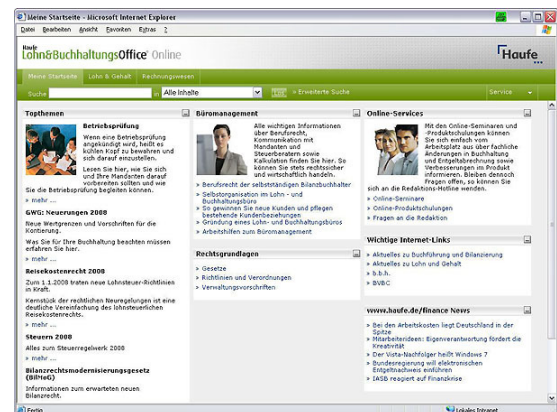 Meine Startseite - Microsoft Internet Explorer
Datei Bearbeiten Ansicht Favoriten Extras ?
Haufe
Lohn&BuchhaltungsOffice Online
Haufe
Meine Startseite Lohn & Gehalt Rechnungswesen
Suche in Alle Inhalte » Erweiterte Suche Service
Topthemen
Betriebsprüfung
Wenn eine Betriebsprüfung
angekündigt wird, heißt es
kühlen Kopf zu bewahren und
sich darauf einzustellen.
Lesen Sie hier, wie Sie sich
und Ihre Mandanten darauf
vorbereiten sollten und wie
Sie die Betriebsprüfung begleiten können.
» mehr ...
GWG: Neuerungen 2008
Neue Wertgrenzen und Vorschriften für die
Kontierung.
Was Sie für Ihre Buchhaltung beachten müssen
erfahren Sie hier.
» mehr ...
Reisekostenrecht 2008
Zum 1.1.2008 traten neue Lohnsteuer-Richtlinien
in Kraft.
Kernstück der rechtlichen Neuregelungen ist eine
deutliche Vereinfachung des lohnsteuerlichen
Reisekostenrechts.
» mehr ...
Steuern 2008
Alles zum Steuerregelwerk 2008
» mehr ...
Bilanzrechtsmodernisierungsgesetz
(BilMoG)
Informationen zum erwarteten neuen
Bilanzrecht.
Büromanagement
Alle wichtigen Informationen
über Berufsrecht,
Kommunikation mit
Mandanten und
Steuerberatern sowie
Kalkulation finden Sie hier. So
können Sie stets rechtssicher
und wirtschaftlich handeln.
» Berufsrecht der selbstständigen Bilanzbuchhalter
» Selbstorganisation im Lohn - und
Buchhaltungsbüro
» So gewinnen Sie neue Kunden und pflegen
bestehende Kundenbeziehungen
» Gründung eines Lohn - und Buchhaltungsbüros
» Arbeitshilfen zum Büromanagement
Rechtsgrundlagen
» Gesetze
» Richtlinien und Verordnungen
» Verwaltungsvorschriften
Online-Services
Mit den Online-Seminaren und
-Produktschulungen können
Sie sich einfach vom
Arbeitsplatz aus über fachliche
Änderungen in Buchhaltung
und Entgeltabrechnung sowie
Verbesserungen im Produkt
informieren. Bleiben dennoch
Fragen offen, so können Sie
sich an die Redaktions-Hotline wenden.
» Online-Seminare
» Online-Produktschulungen
» Fragen an die Redaktion
Wichtige Internet-Links
» Aktuelles zu Buchführung und Bilanzierung
» Aktuelles zu Lohn und Gehalt
» b.b.h.
» BVBC
www.haufe.de/finance News
» Bei den Arbeitskosten liegt Deutschland in der
Spitze
» Mitarbeiterideen: Eigenverantwortung fördert die
Kreativität
» Der Vista-Nachfolger heißt Windows 7
» Bundesregierung will elektronischen
Entgeltnachweis einführen
» IASB reagiert auf Finanzkrise
Fertig Lokales Intranet